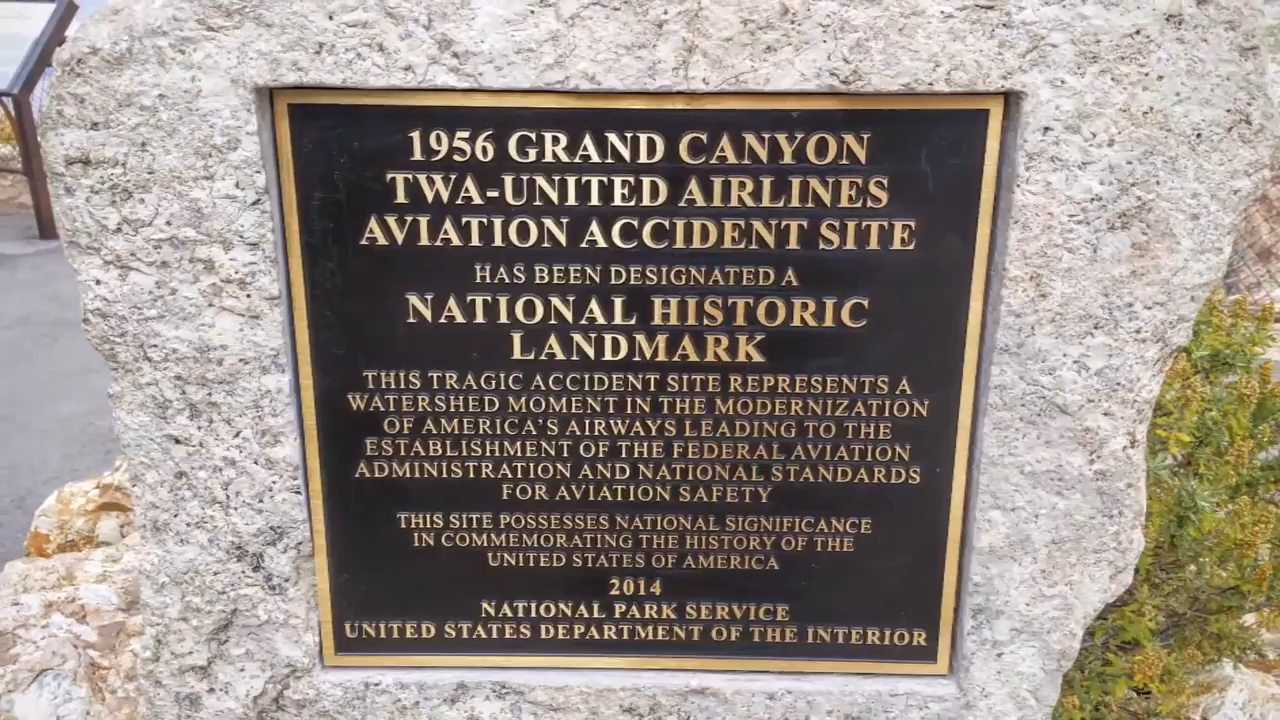 1956 GRAND CANYON
TWA-UNITED AIRLINES
AVIATION ACCIDENT SITE
HAS BEEN DESIGNATED A
NATIONAL HISTORIC
LANDMARK
THIS TRAGIC ACCIDENT SITE REPRESENTS A
WATERSHED MOMENT IN THE MODERNIZATION
OF AMERICA'S AIRWAYS LEADING TO THE
ESTABLISHMENT OF THE FEDERAL AVIATION
ADMINISTRATION AND NATIONAL STANDARDS
FOR AVIATION SAFETY
THIS SITE POSSESSES NATIONAL SIGNIFICANCE
IN COMMEMORATING THE HISTORY OF THE
UNITED STATES OF AMERICA
2014
NATIONAL PARK SERVICE
UNITED STATES DEPARTMENT OF THE INTERIOR